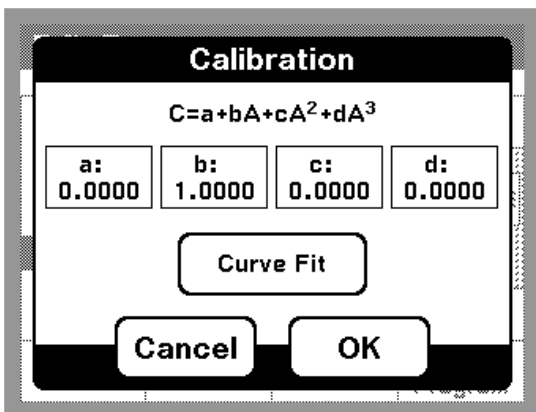 Calibration
C=a+bA+cA²+dA³
a: b: c: d:
0.0000 1.0000 0.0000 0.0000
Curve Fit
Cancel OK